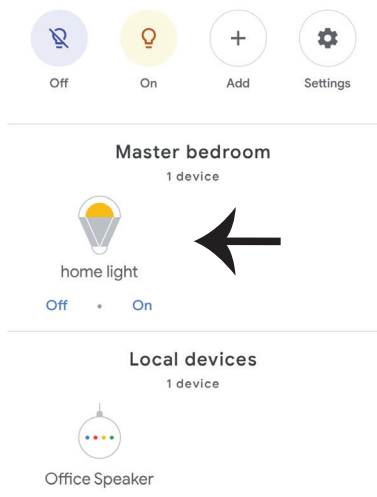 Off On Add Settings
Master bedroom
1 device
home light
Off • On
Local devices
1 device
Office Speaker